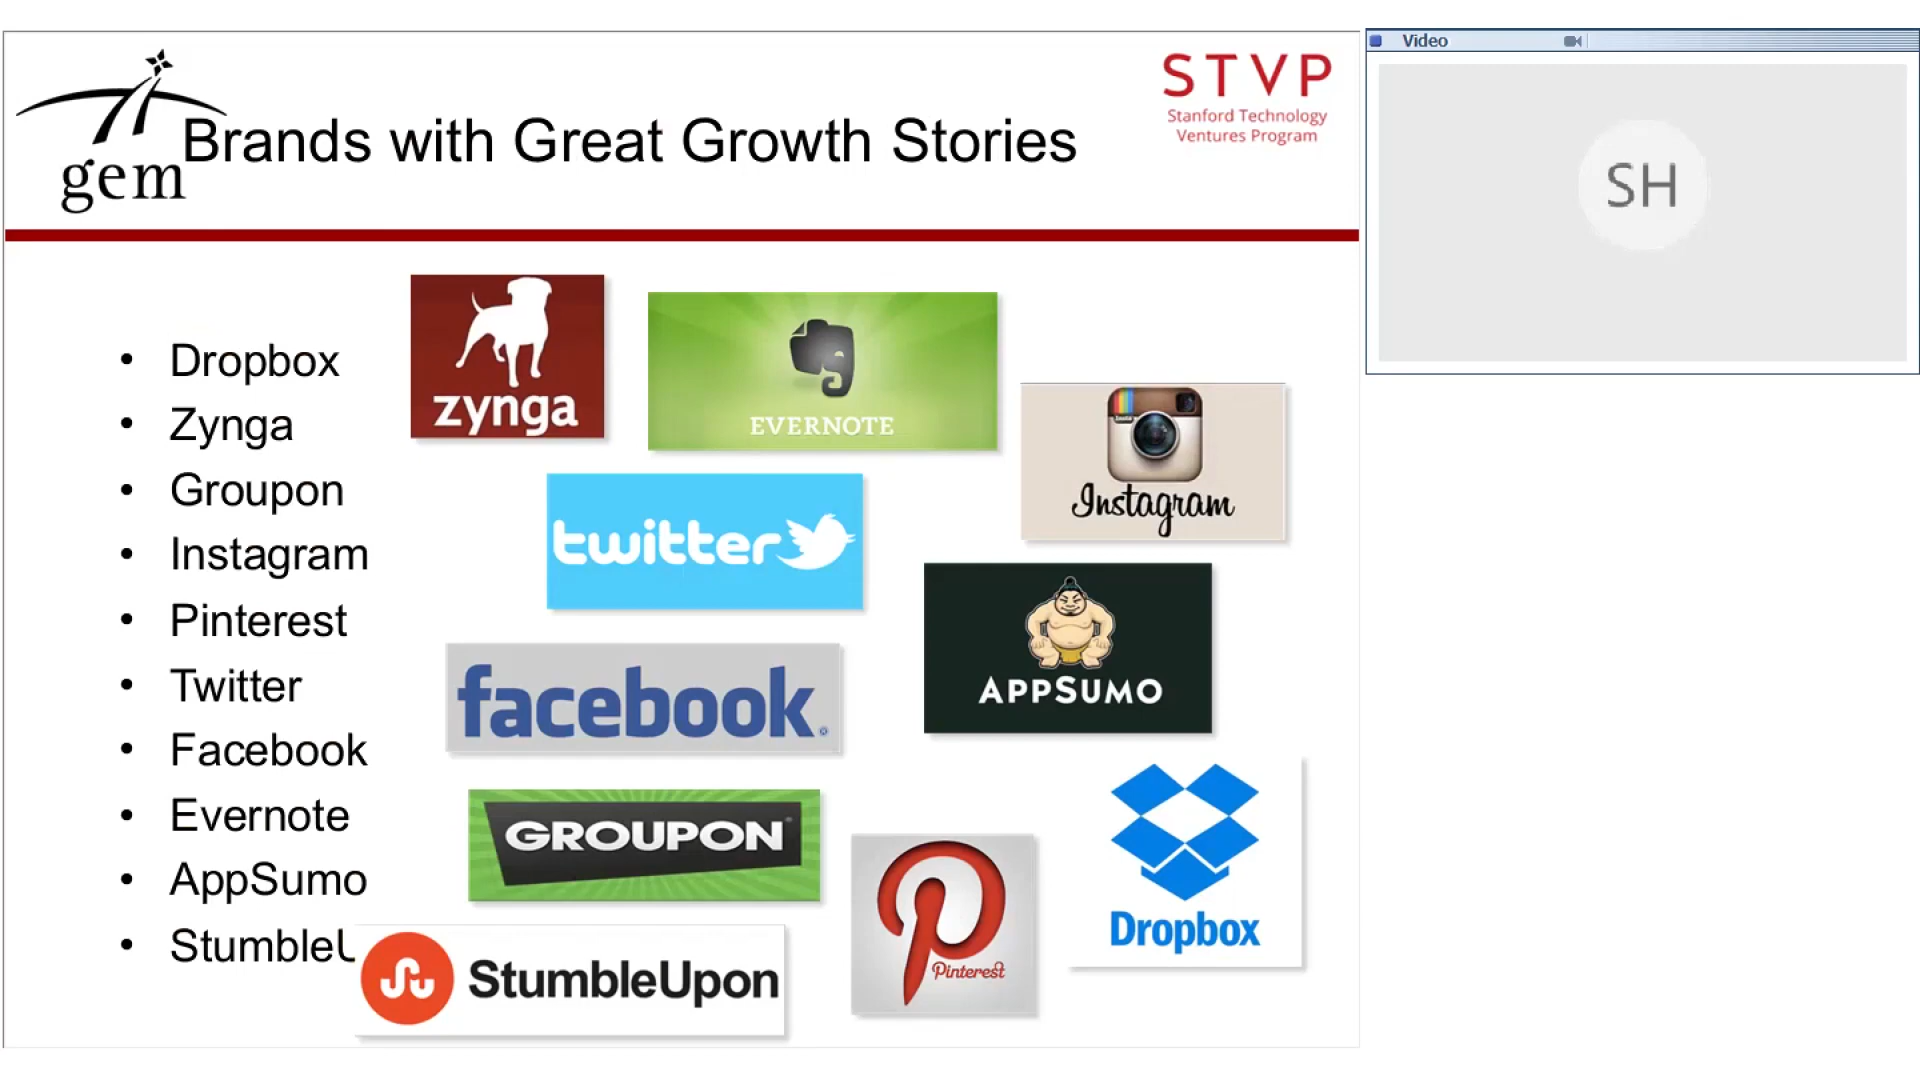 gem
Brands with Great Growth Stories
STVP
Stanford Technology
Ventures Program
Video
SH
• Dropbox
• Zynga
• Groupon
• Instagram
• Pinterest
• Twitter
• Facebook
• Evernote
• AppSumo
• StumbleU
zynga
EVERNOTE
Instagram
twitter
APPSUMO
facebook
GROUPON
Pinterest
Dropbox
StumbleUpon